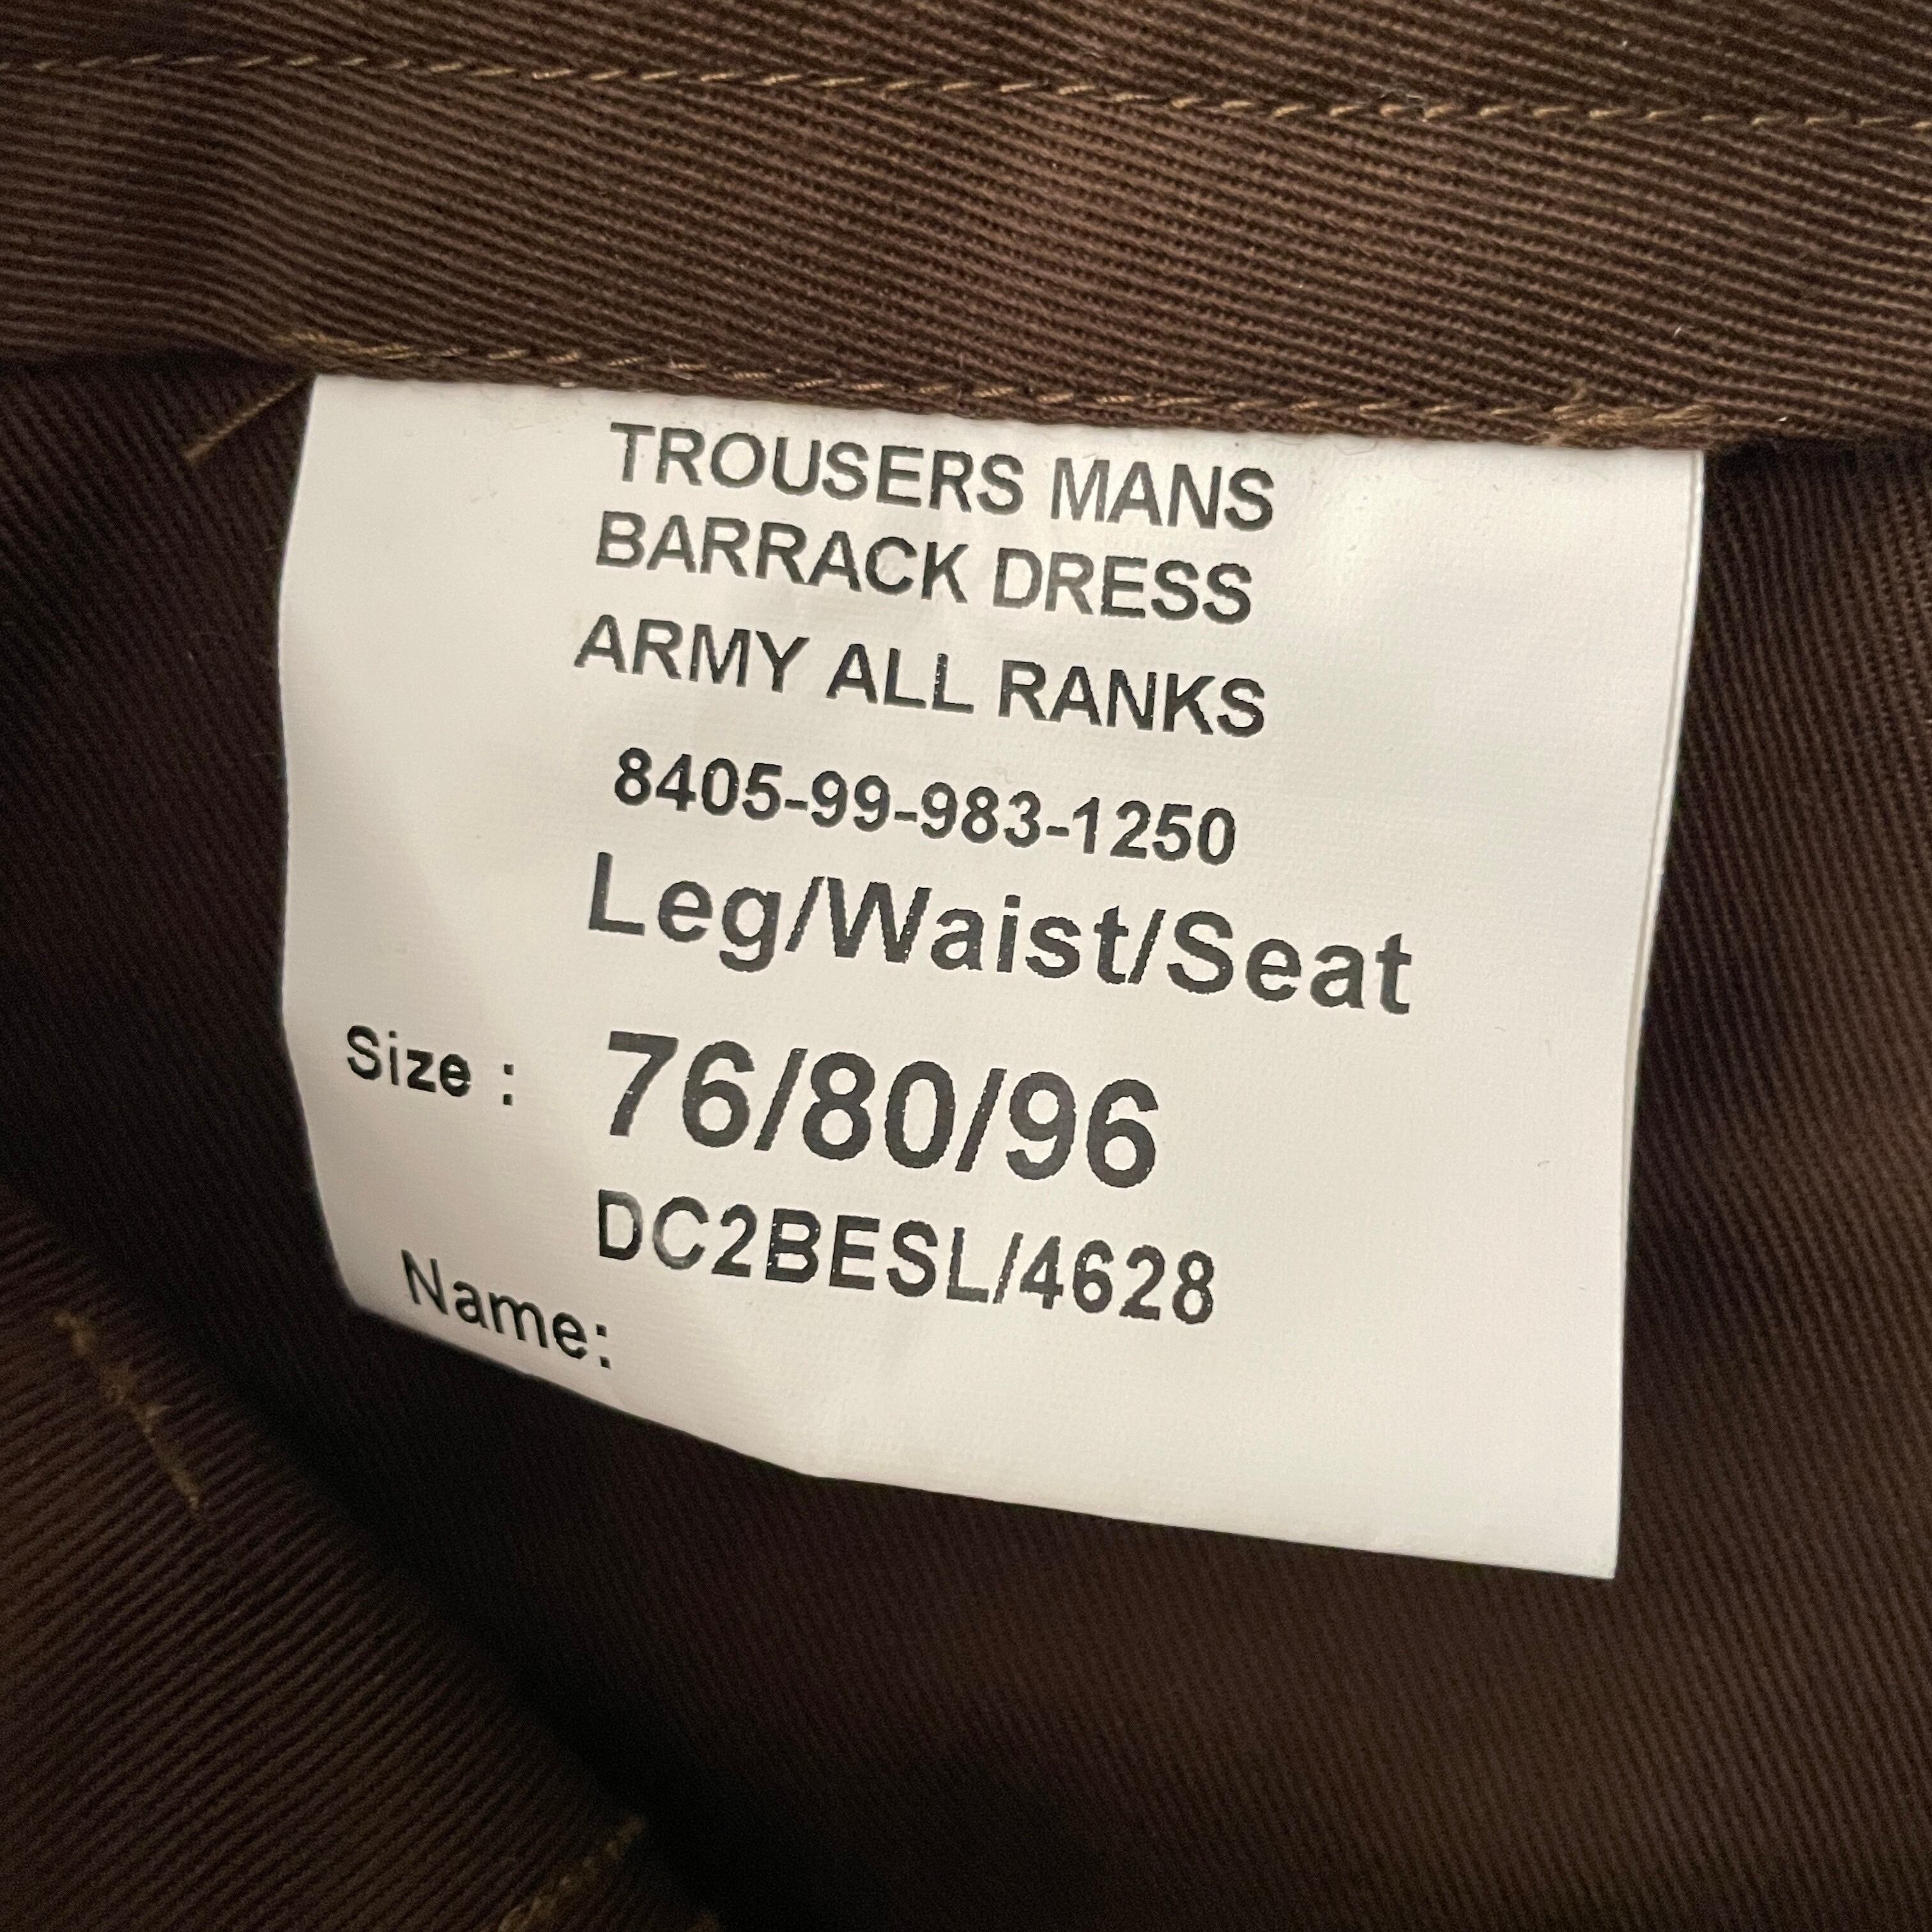 TROUSERS MANS
BARRACK DRESS
ARMY ALL RANKS
8405-99-983-1250
Leg/Waist/Seat
Size : 76/80/96
DC2BESL/4628
Name: